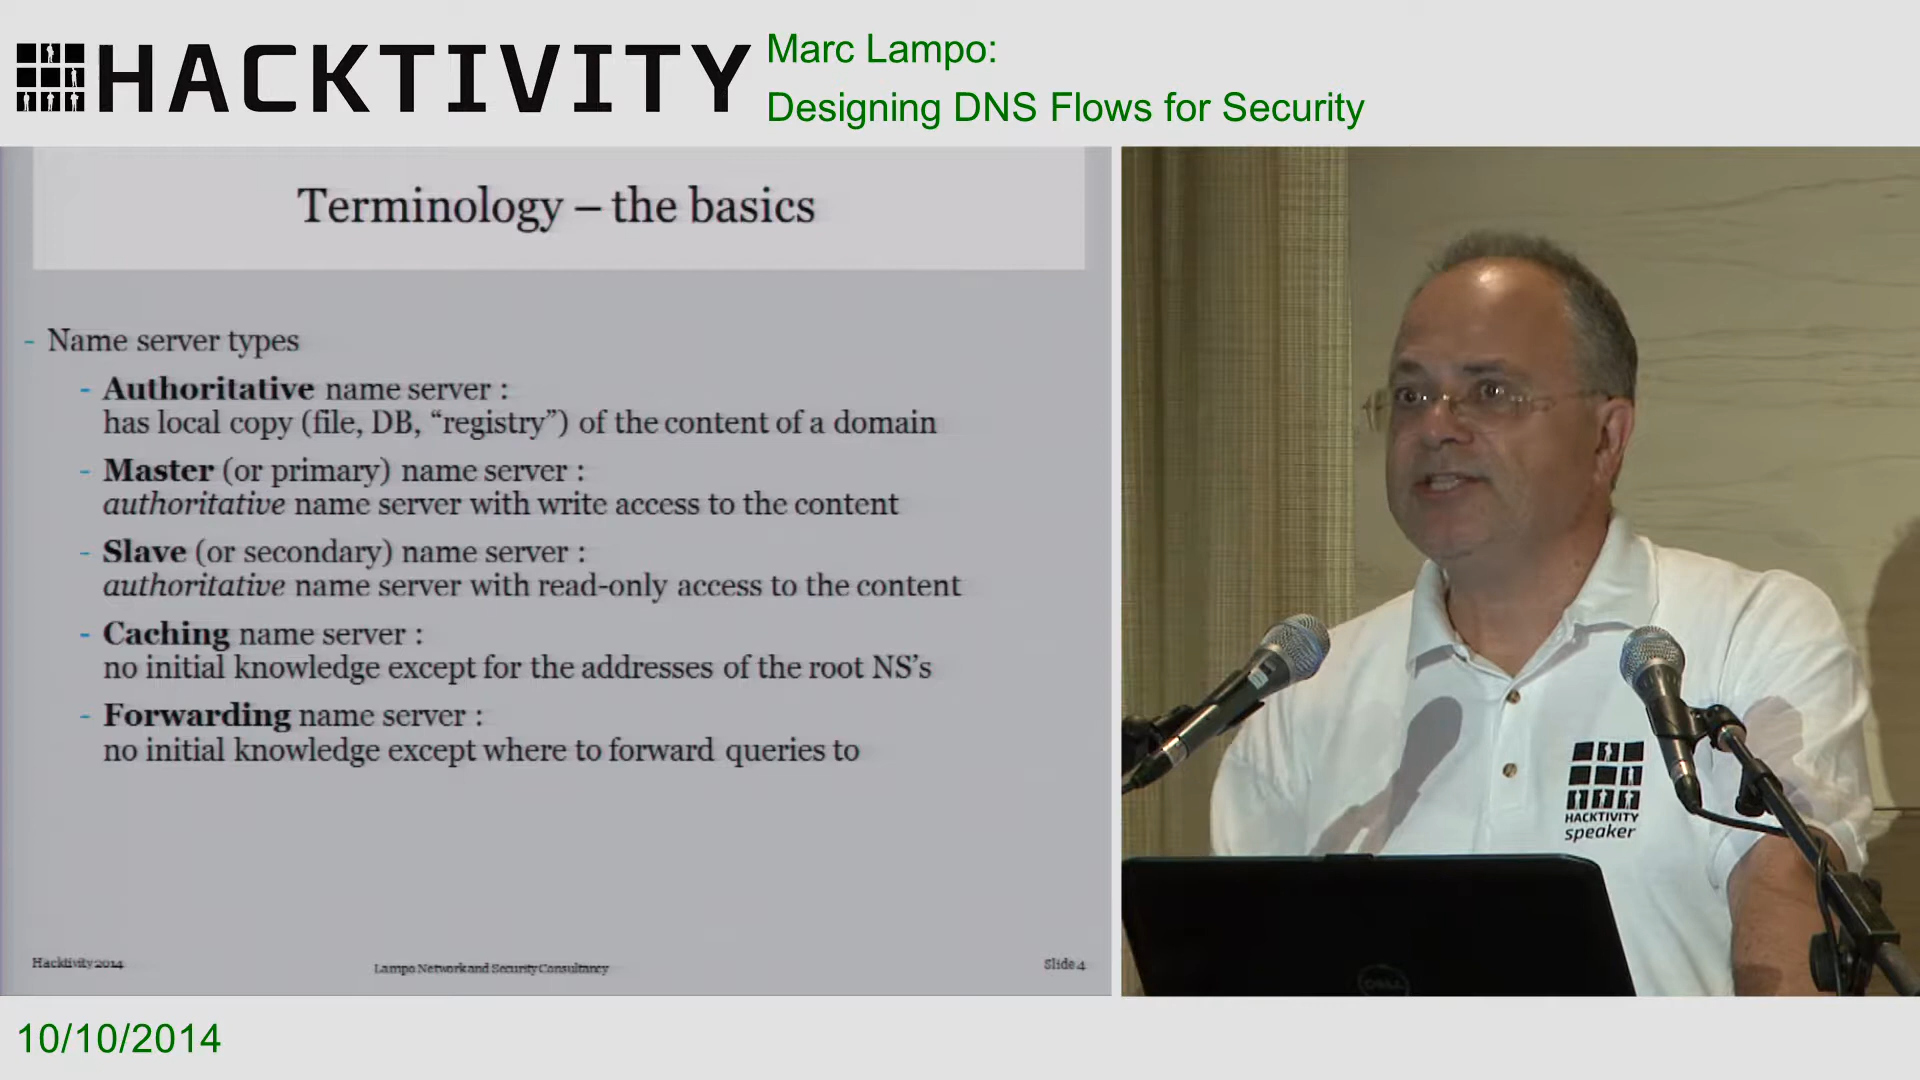 HACKTIVITY
Marc Lampo:
Designing DNS Flows for Security
Terminology – the basics
- Name server types
- Authoritative name server :
has local copy (file, DB, “registry”) of the content of a domain
- Master (or primary) name server :
authoritative name server with write access to the content
- Slave (or secondary) name server :
authoritative name server with read-only access to the content
- Caching name server :
no initial knowledge except for the addresses of the root NS’s
- Forwarding name server :
no initial knowledge except where to forward queries to
Hacktivity 2014
Lampo Network and Security Consultancy
Slide 4
HACKTIVITY
speaker
DELL
10/10/2014